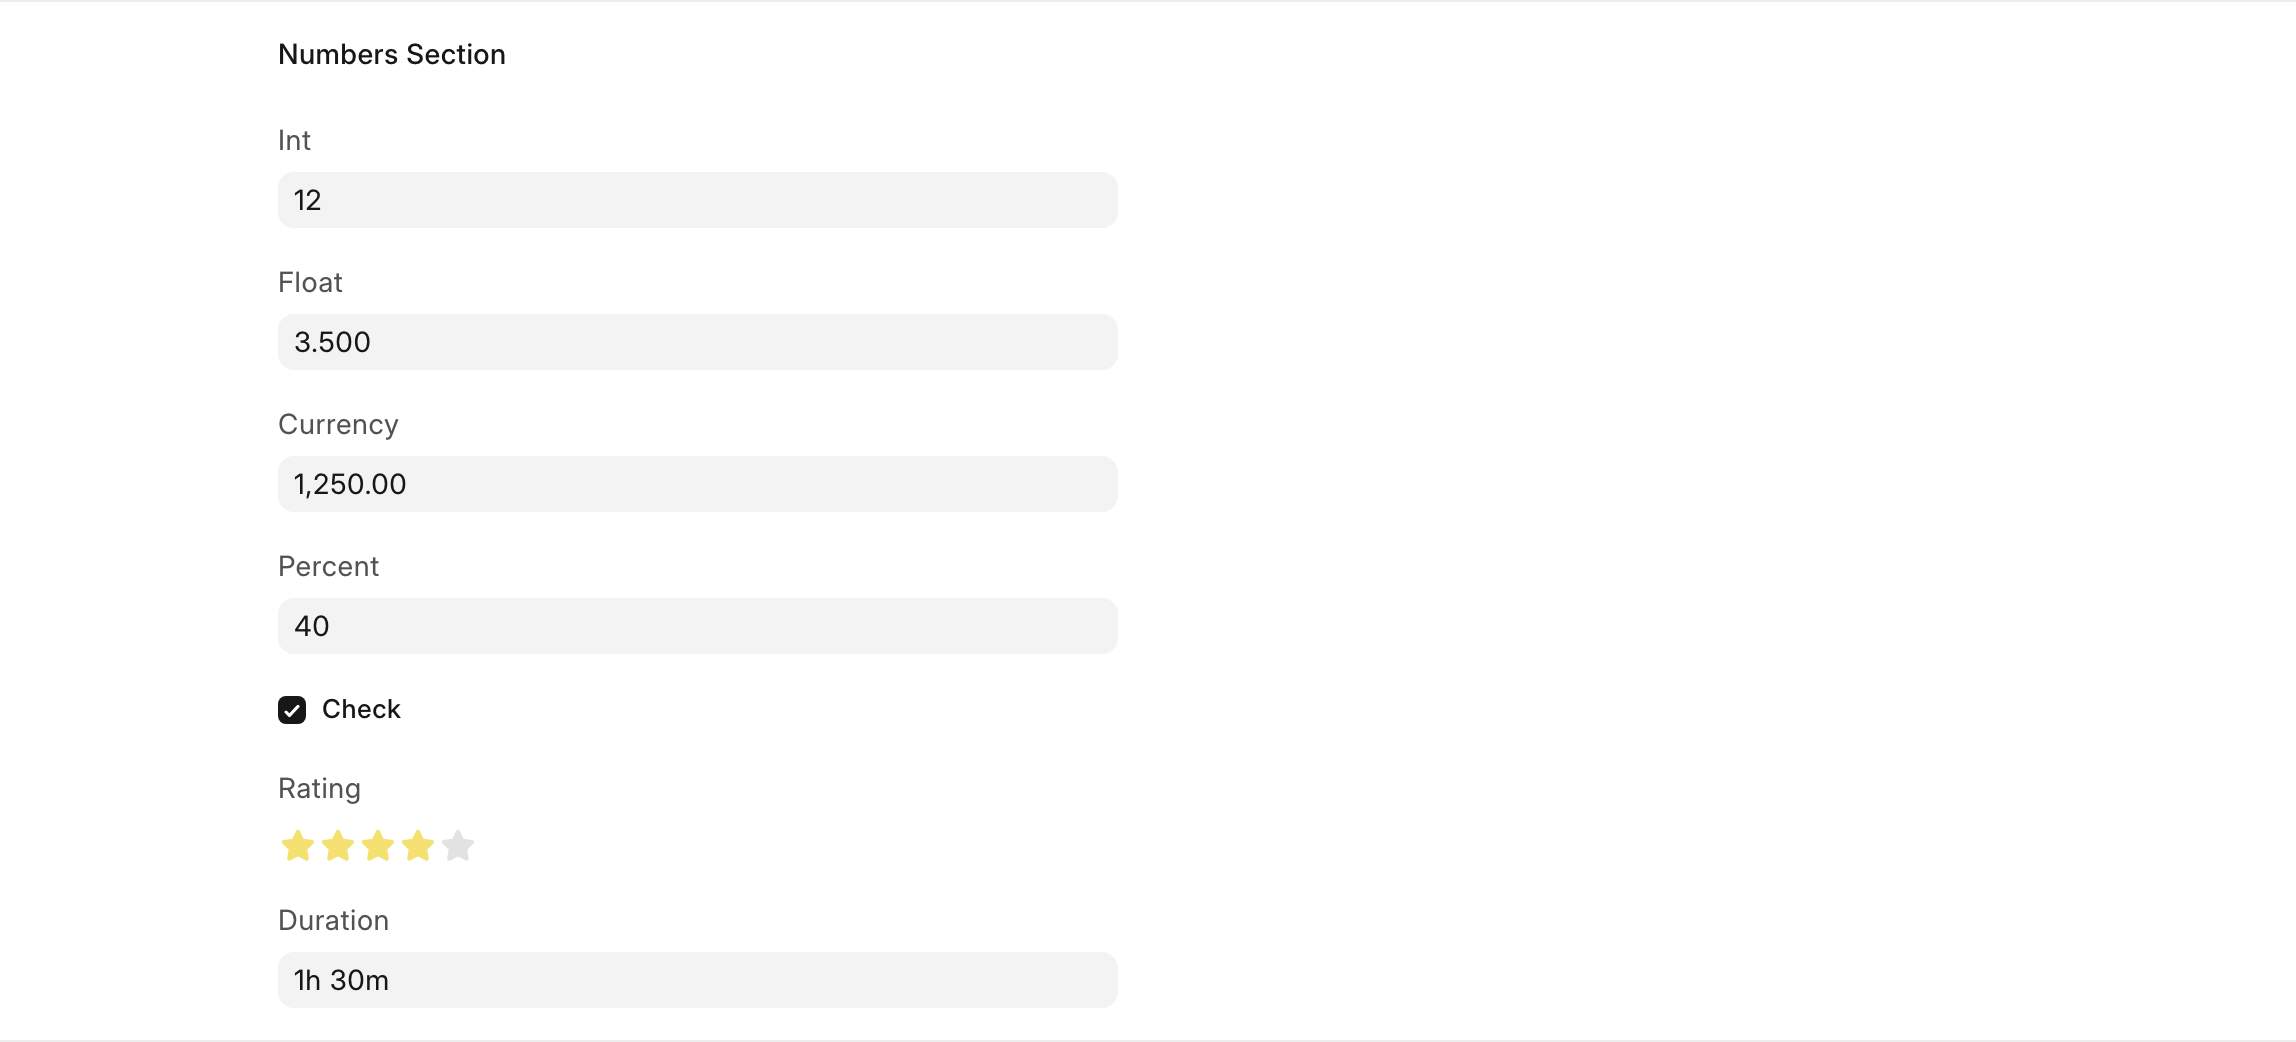 Numbers Section
Int
12
Float
3.500
Currency
1,250.00
Percent
40
Check
Rating
Duration
1h 30m